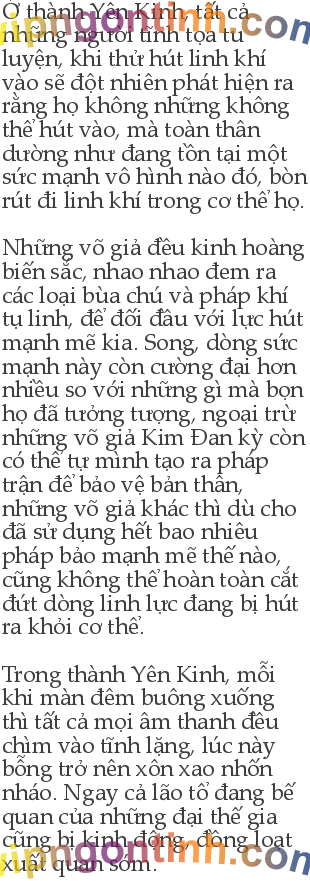 Ở thành Yên Kinh, tất cả
những người tĩnh tọa tu
luyện, khi thử hút linh khí
vào sẽ đột nhiên phát hiện ra
rằng họ không những không
thể hút vào, mà toàn thân
dường như đang tồn tại một
sức mạnh vô hình nào đó, bòn
rút đi linh khí trong cơ thể họ.
Những võ giả đều kinh hoàng
biến sắc, nhao nhao đem ra
các loại bùa chú và pháp khí
tụ linh, để đối đầu với lực hút
mạnh mẽ kia. Song, dòng sức
mạnh này còn cường đại hơn
nhiều so với những gì mà bọn
họ đã tưởng tượng, ngoại trừ
những võ giả Kim Đan kỳ còn
có thể tự mình tạo ra pháp
trận để bảo vệ bản thân,
những võ giả khác thì dù cho
đã sử dụng hết bao nhiêu
pháp bảo mạnh mẽ thế nào,
cũng không thể hoàn toàn cắt
đứt dòng linh lực đang bị hút
ra khỏi cơ thể.
Trong thành Yên Kinh, mỗi
khi màn đêm buông xuống
thì tất cả mọi âm thanh đều
chìm vào tĩnh lặng, lúc này
bỗng trở nên xôn xao nhốn
nháo. Ngay cả lão tổ đang bế
quan của những đại thế gia
cũng bị kinh động, đồng loạt
xuất quan sớm.